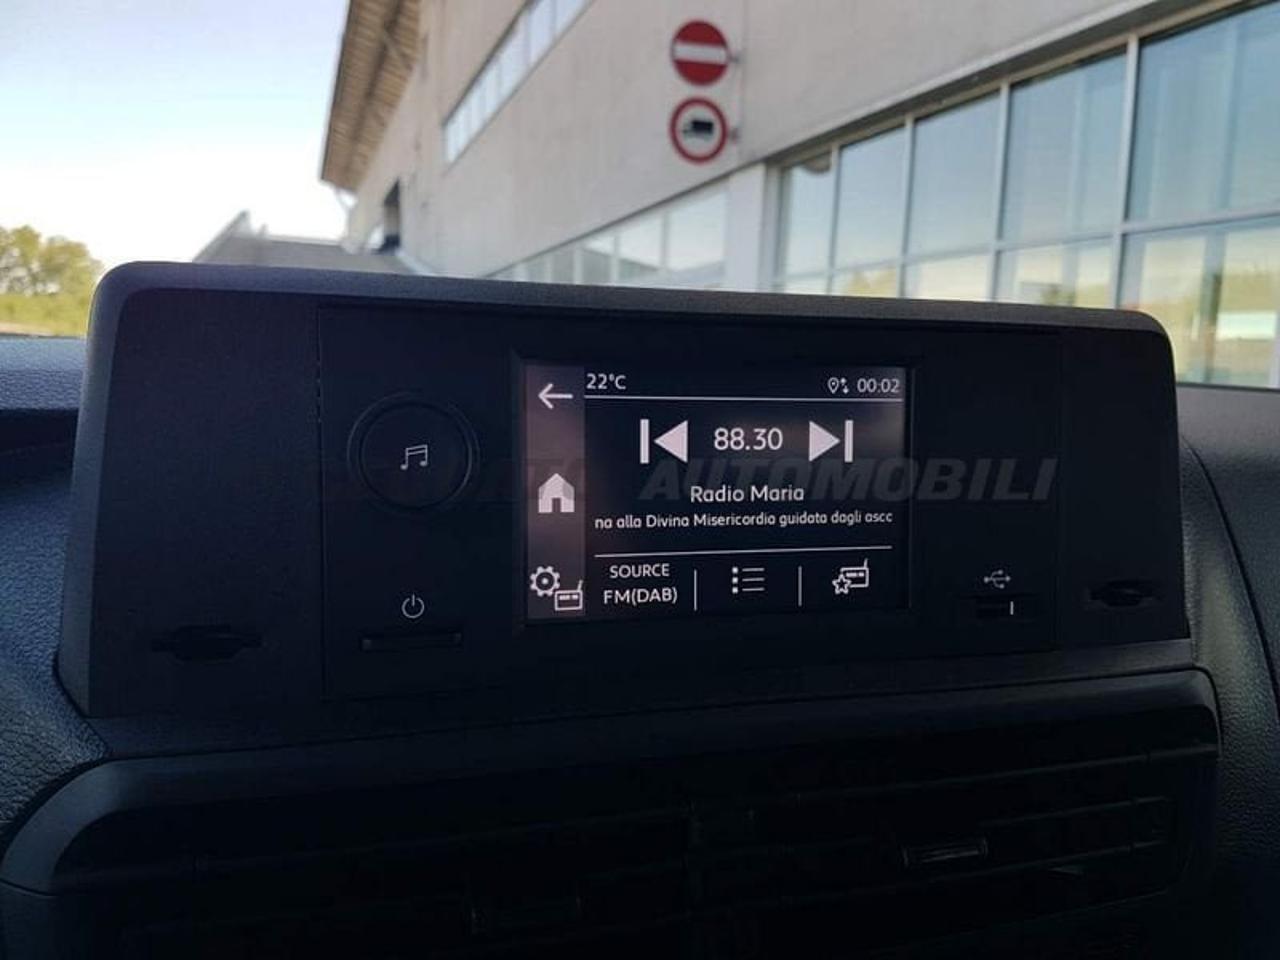 22°C
00:02
88.30
AUTOMOBILI
Radio Maria
na alla Divina Misericordia guidata dagli ascc
SOURCE
FM(DAB)